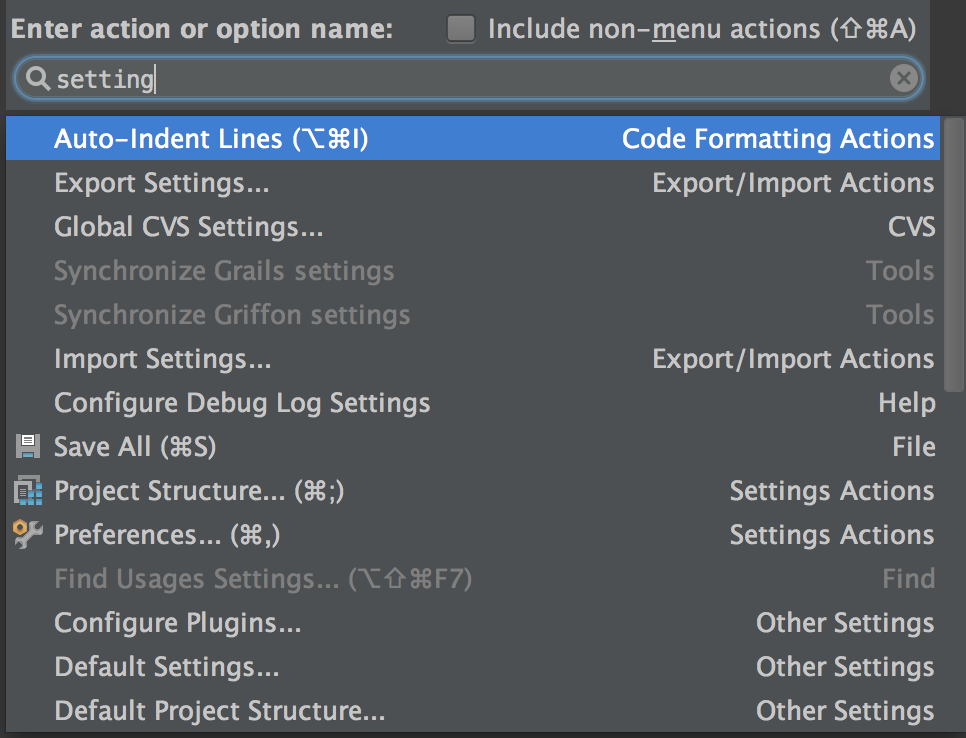 Enter action or option name: Include non-menu actions (⇧⌘A)
setting
Auto-Indent Lines (⌥⌘I) Code Formatting Actions
Export Settings... Export/Import Actions
Global CVS Settings... CVS
Synchronize Grails settings Tools
Synchronize Griffon settings Tools
Import Settings... Export/Import Actions
Configure Debug Log Settings Help
Save All (⌘S) File
Project Structure... (⌘;) Settings Actions
Preferences... (⌘,) Settings Actions
Find Usages Settings... (⌥⇧⌘F7) Find
Configure Plugins... Other Settings
Default Settings... Other Settings
Default Project Structure... Other Settings